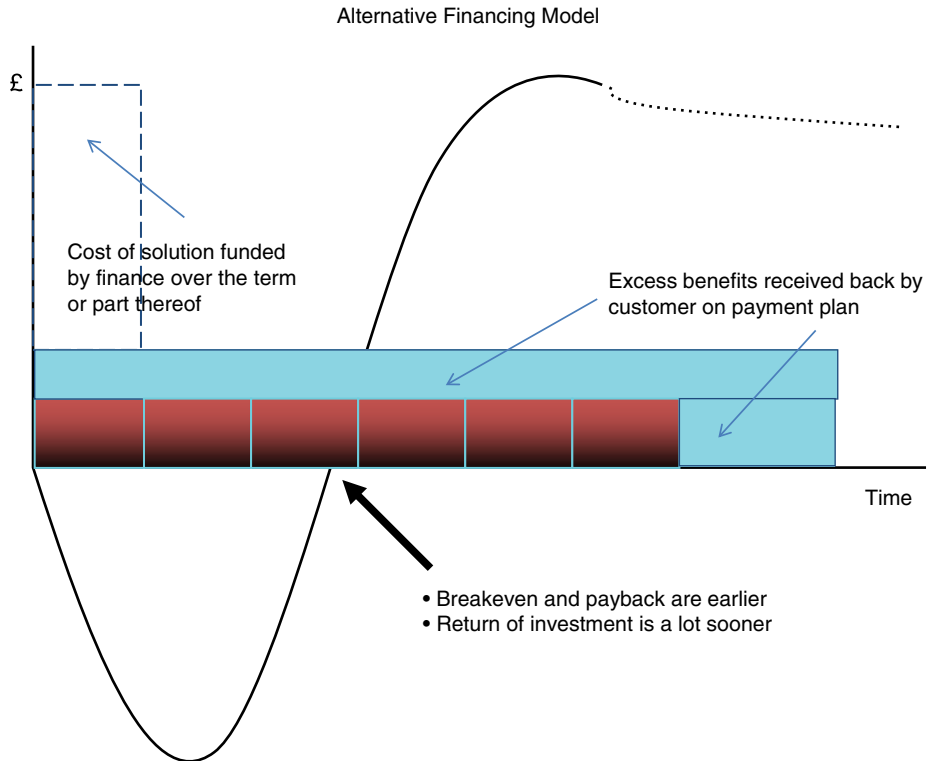 Alternative Financing Model
£
Cost of solution funded
by finance over the term
or part thereof
Excess benefits received back by
customer on payment plan
Time
• Breakeven and payback are earlier
• Return of investment is a lot sooner